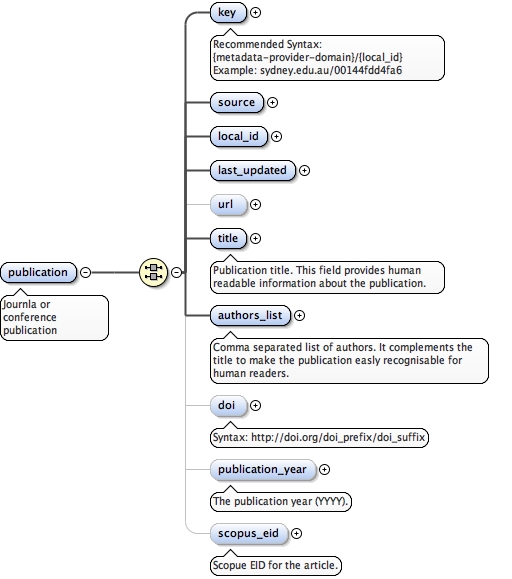 key
Recommended Syntax:
{metadata-provider-domain}/{local_id}
Example: sydney.edu.au/00144fdd4fa6
source
local_id
last_updated
url
title
Publication title. This field provides human
readable information about the publication.
publication
Journla or
conference
publication
authors_list
Comma separated list of authors. It complements the
title to make the publication easly recognisable for
human readers.
doi
Syntax: http://doi.org/doi_prefix/doi_suffix
publication_year
The publication year (YYYY).
scopus_eid
Scopue EID for the article.